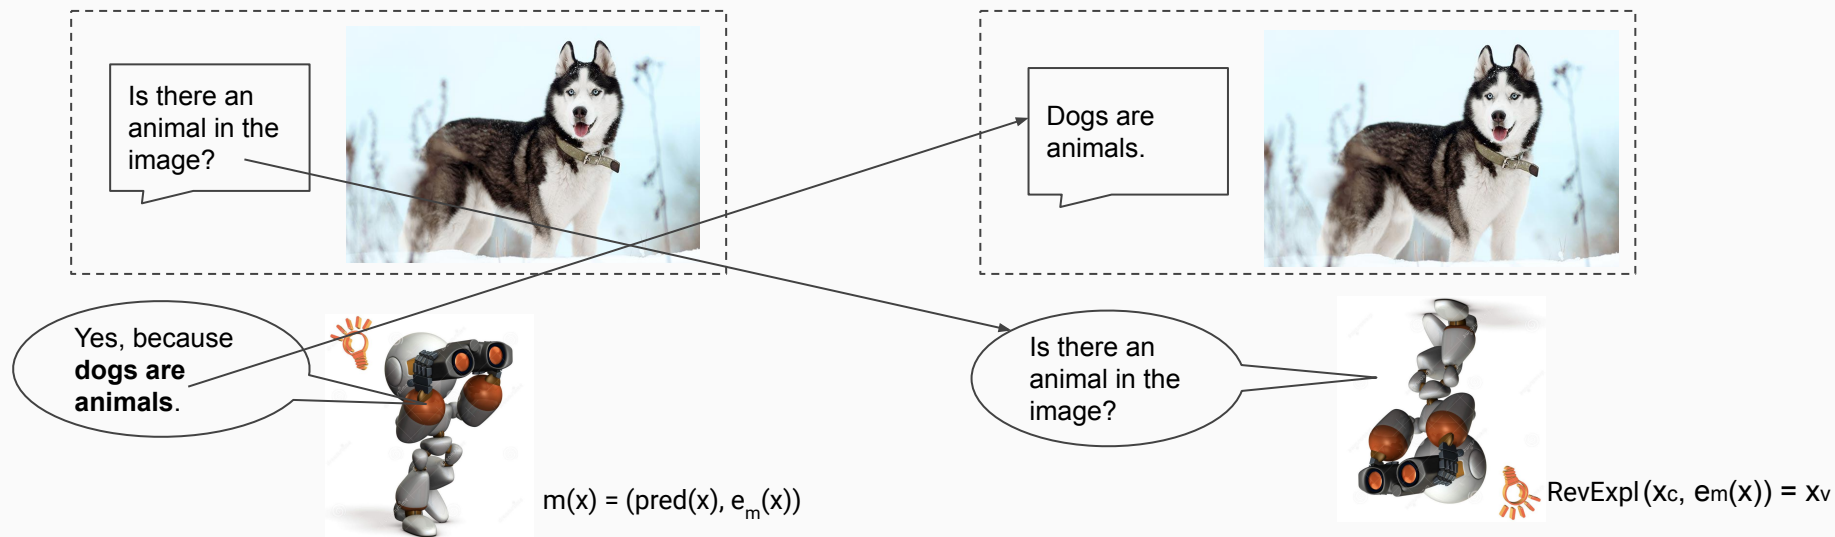 Is there an
animal in the
image?
Dogs are
animals.
Yes, because
dogs are
animals.
m(x) = (pred(x), e_m(x))
Is there an
animal in the
image?
RevExpl(xc, em(x)) = xv